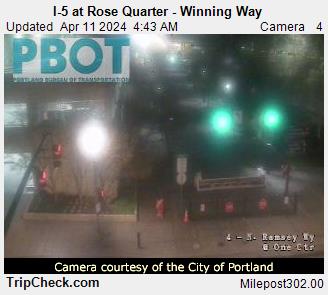 I-5 at Rose Quarter - Winning Way
Updated Apr 11 2024 4:43 AM Camera 4
PBOT
PORTLAND BUREAU OF TRANSPORTATION
4 - N. Ramsey Wy
@ One Ctr
Camera courtesy of the City of Portland
TripCheck.com Milepost302.00